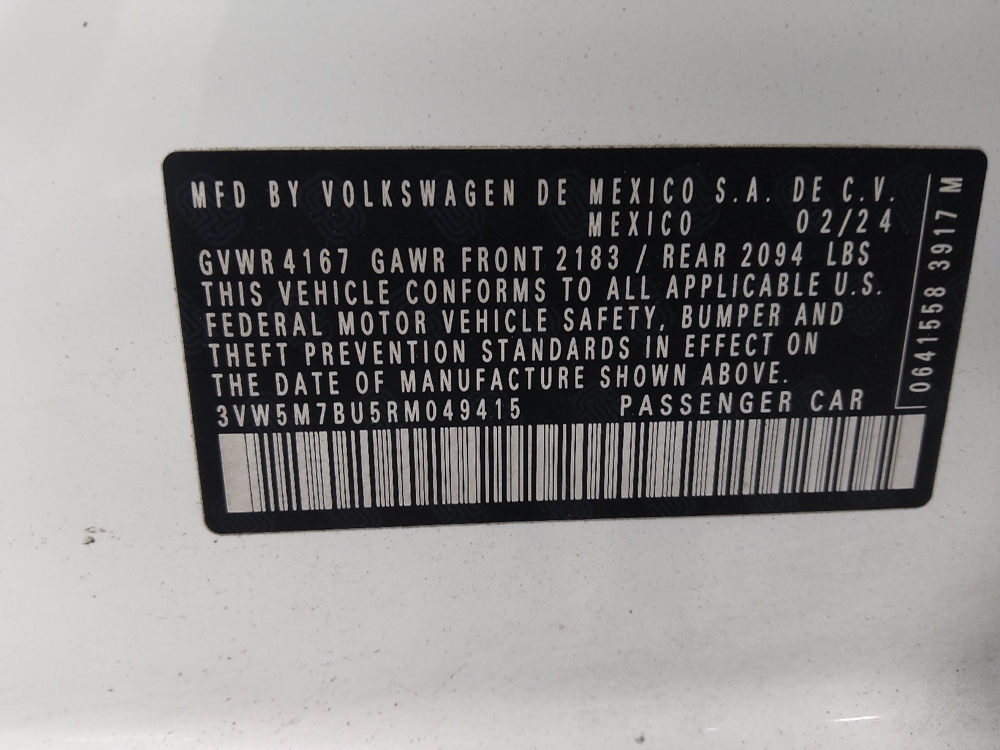 MFD BY VOLKSWAGEN DE MEXICO S.A. DE C.V.
MEXICO 02/24
GVWR 4167 GAWR FRONT 2183 / REAR 2094 LBS
THIS VEHICLE CONFORMS TO ALL APPLICABLE U.S.
FEDERAL MOTOR VEHICLE SAFETY, BUMPER AND
THEFT PREVENTION STANDARDS IN EFFECT ON
THE DATE OF MANUFACTURE SHOWN ABOVE.
3VW5M7BU5RM049415 PASSENGER CAR
0641558 3917 M